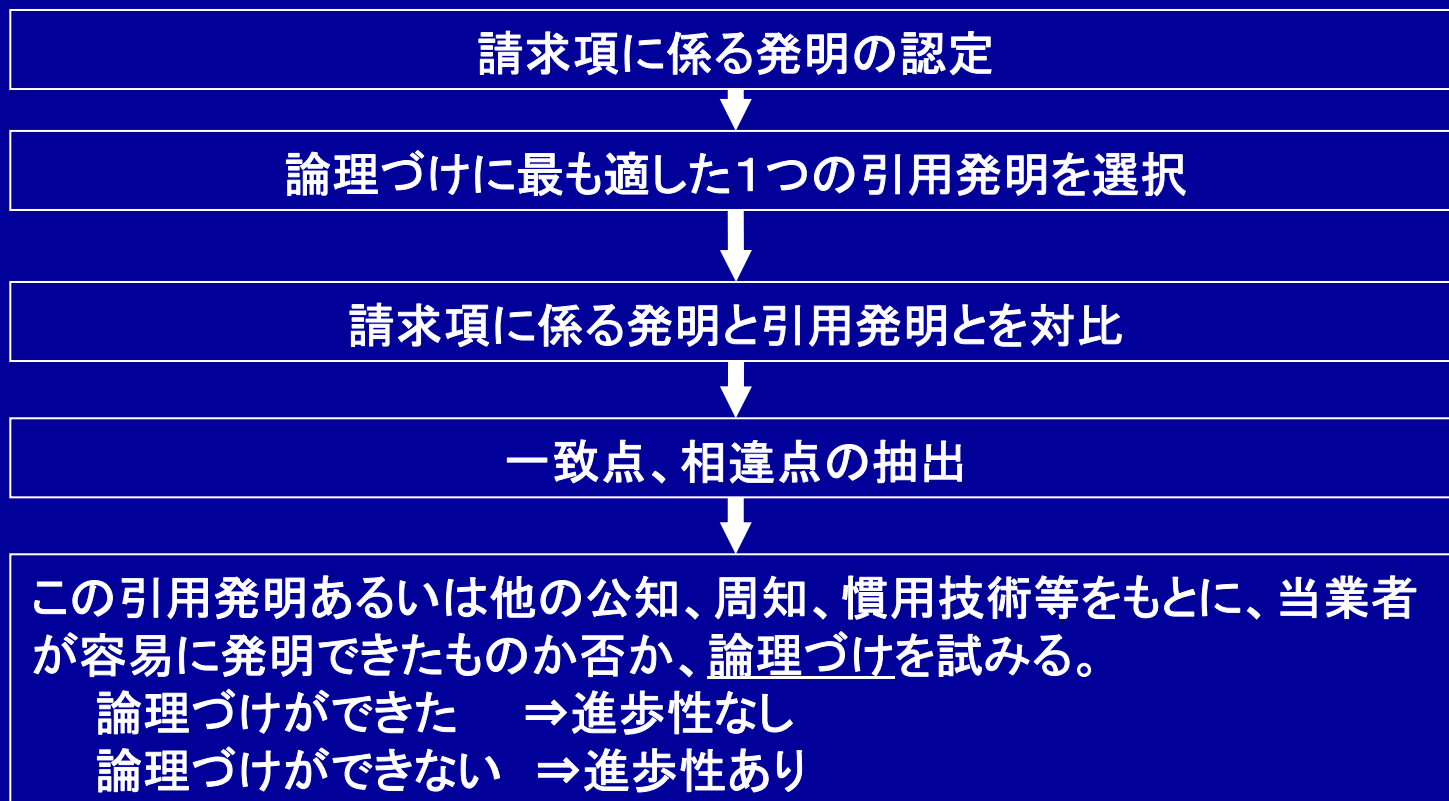 請求項に係る発明の認定
論理づけに最も適した１つの引用発明を選択
請求項に係る発明と引用発明とを対比
一致点、相違点の抽出
この引用発明あるいは他の公知、周知、慣用技術等をもとに、当業者
が容易に発明できたものか否か、論理づけを試みる。
論理づけができた ⇒進歩性なし
論理づけができない ⇒進歩性あり